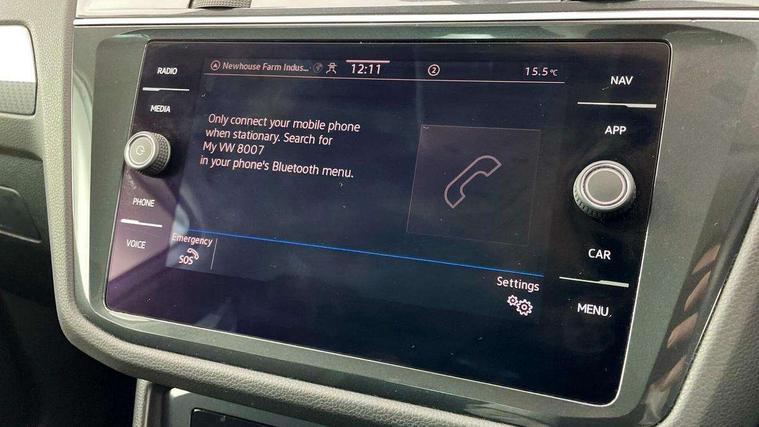 RADIO
MEDIA
PHONE
VOICE
Newhouse Farm Indus...
12:11
2
15.5°C
Only connect your mobile phone
when stationary. Search for
My VW 8007
in your phone's Bluetooth menu.
Emergency
SOS
Settings
NAV
APP
CAR
MENU